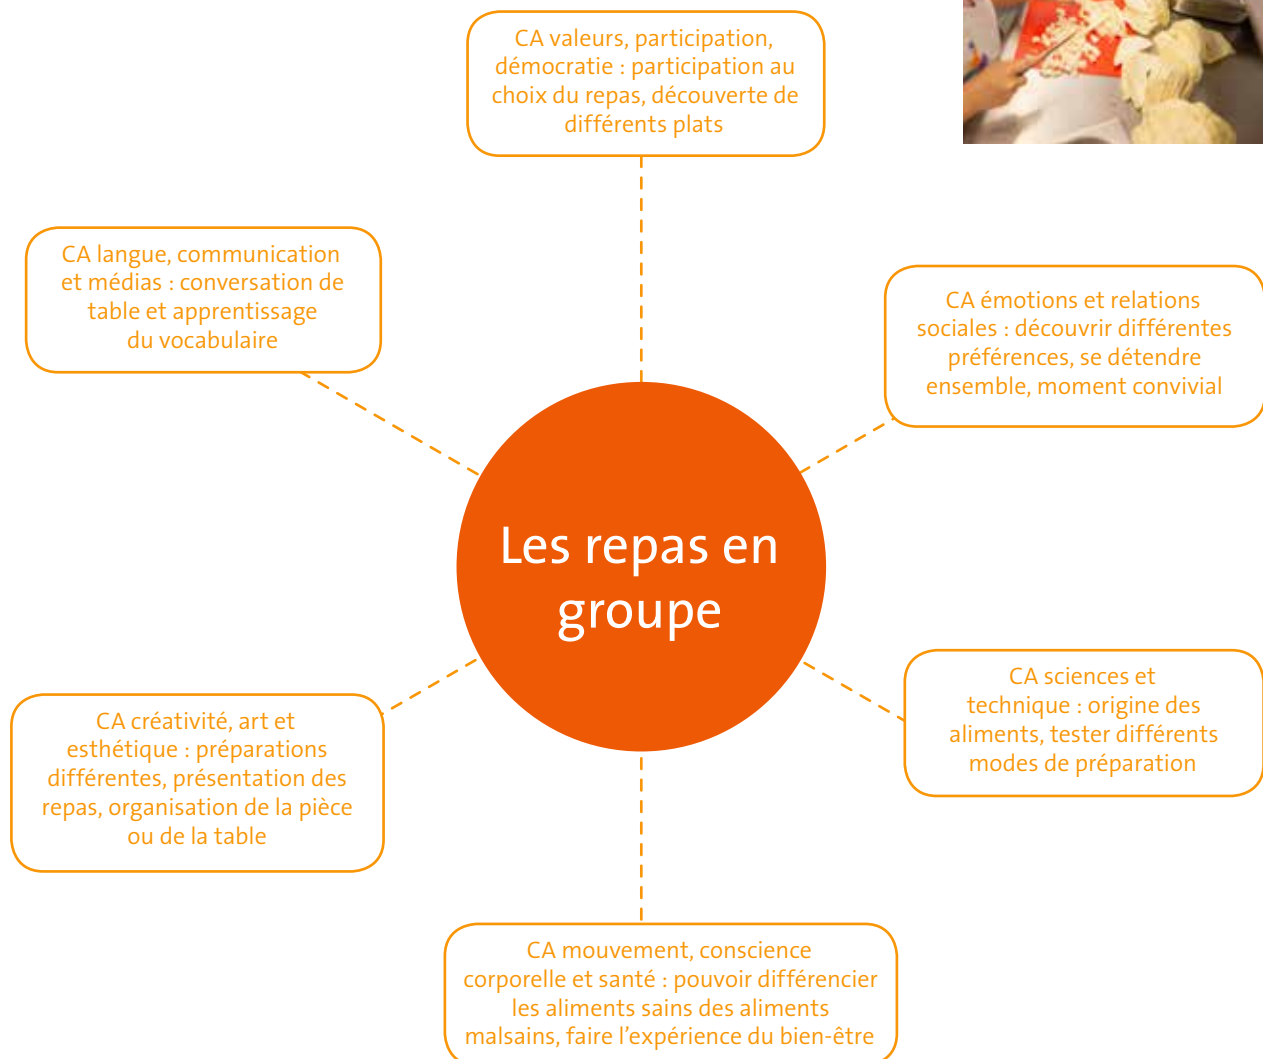 CA valeurs, participation,
démocratie : participation au
choix du repas, découverte de
différents plats
CA langue, communication
et médias : conversation de
table et apprentissage
du vocabulaire
CA émotions et relations
sociales : découvrir différentes
préférences, se détendre
ensemble, moment convivial
Les repas en
groupe
CA sciences et
technique : origine des
aliments, tester différents
modes de préparation
CA créativité, art et
esthétique : préparations
différentes, présentation des
repas, organisation de la pièce
ou de la table
CA mouvement, conscience
corporelle et santé : pouvoir différencier
les aliments sains des aliments
malsains, faire l’expérience du bien-être